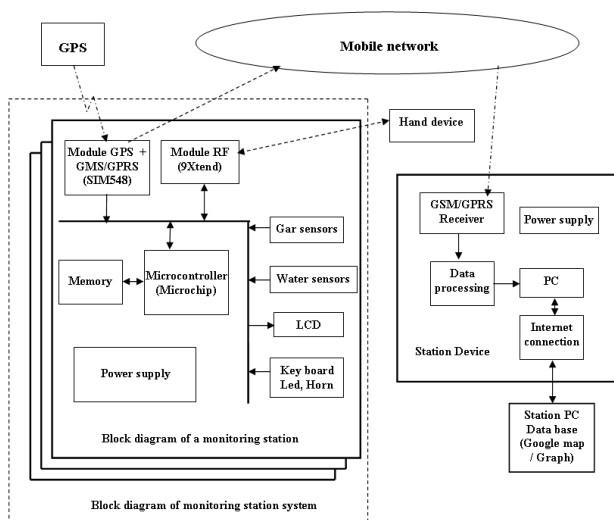 GPS
Mobile network
Hand device
Module GPS +
GMS/GPRS
(SIM548)
Module RF
(9Xtend)
Gar sensors
Memory
Microcontroller
(Microchip)
Water sensors
LCD
Power supply
Key board
Led, Horn
Block diagram of a monitoring station
Block diagram of monitoring station system
GSM/GPRS
Receiver
Power supply
Data
processing
PC
Internet
connection
Station Device
Station PC
Data base
(Google map
/ Graph)